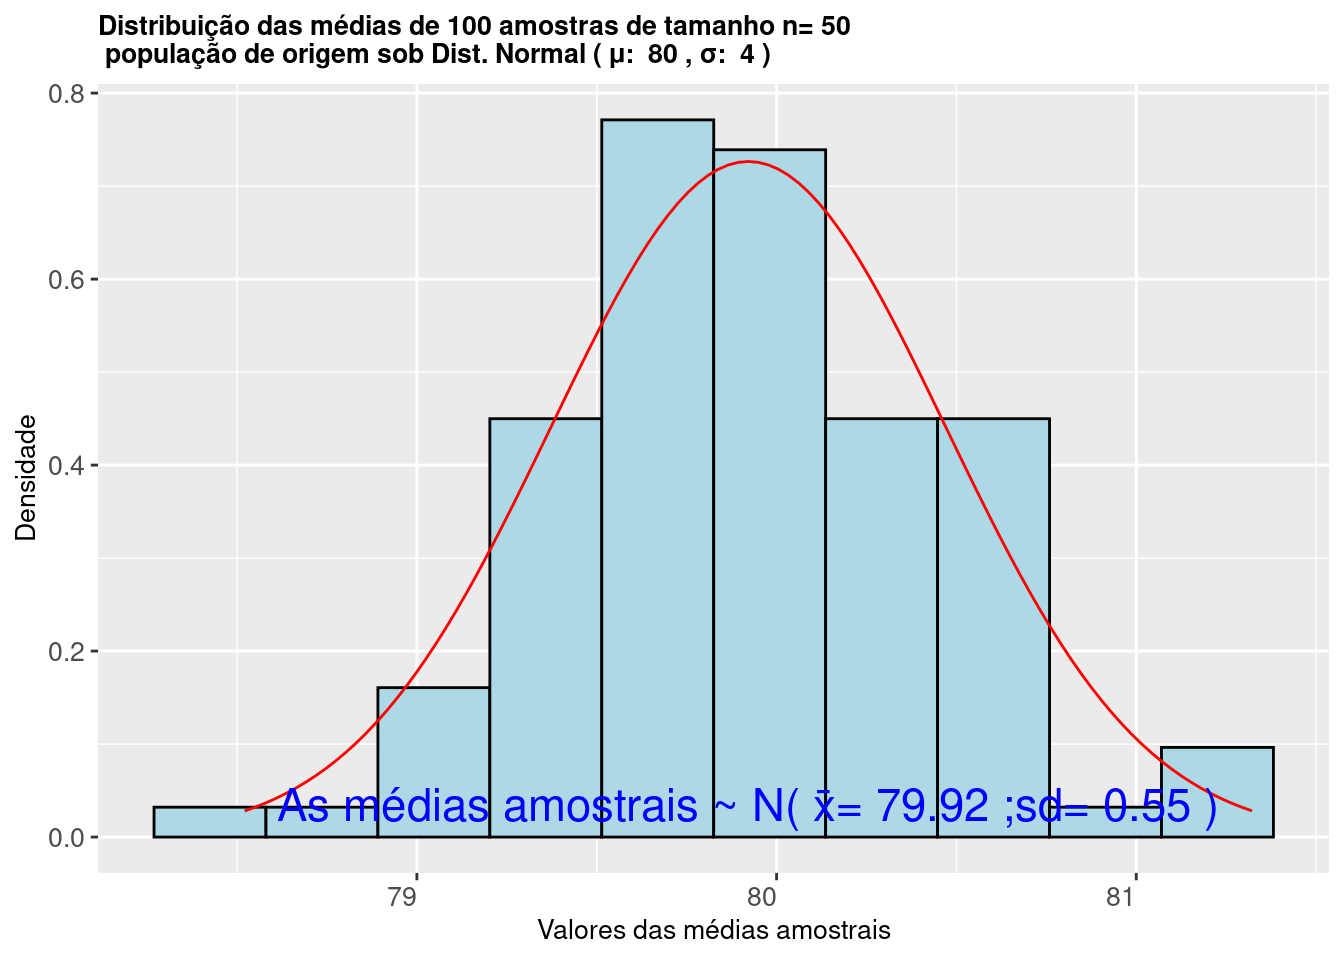 Distribuição das médias de 100 amostras de tamanho n= 50
população de origem sob Dist. Normal ( μ:  80 , σ:  4 )
0.8
0.6
0.4
0.2
0.0
Densidade
As médias amostrais ~ N( x̄= 79.92 ;sd= 0.55 )
79 80 81
Valores das médias amostrais